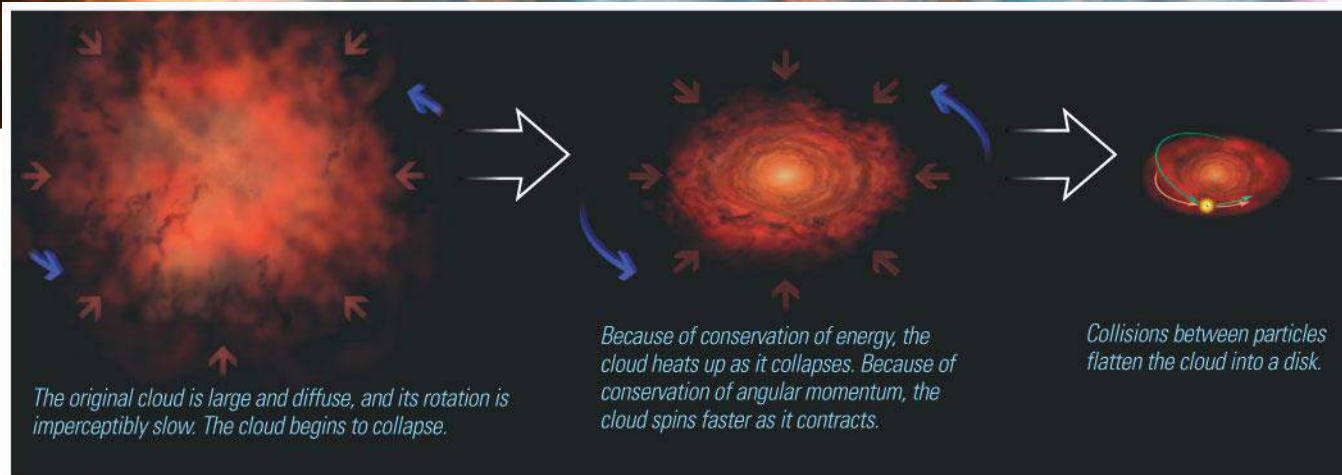 The original cloud is large and diffuse, and its rotation is
imperceptibly slow. The cloud begins to collapse.
Because of conservation of energy, the
cloud heats up as it collapses. Because of
conservation of angular momentum, the
cloud spins faster as it contracts.
Collisions between particles
flatten the cloud into a disk.